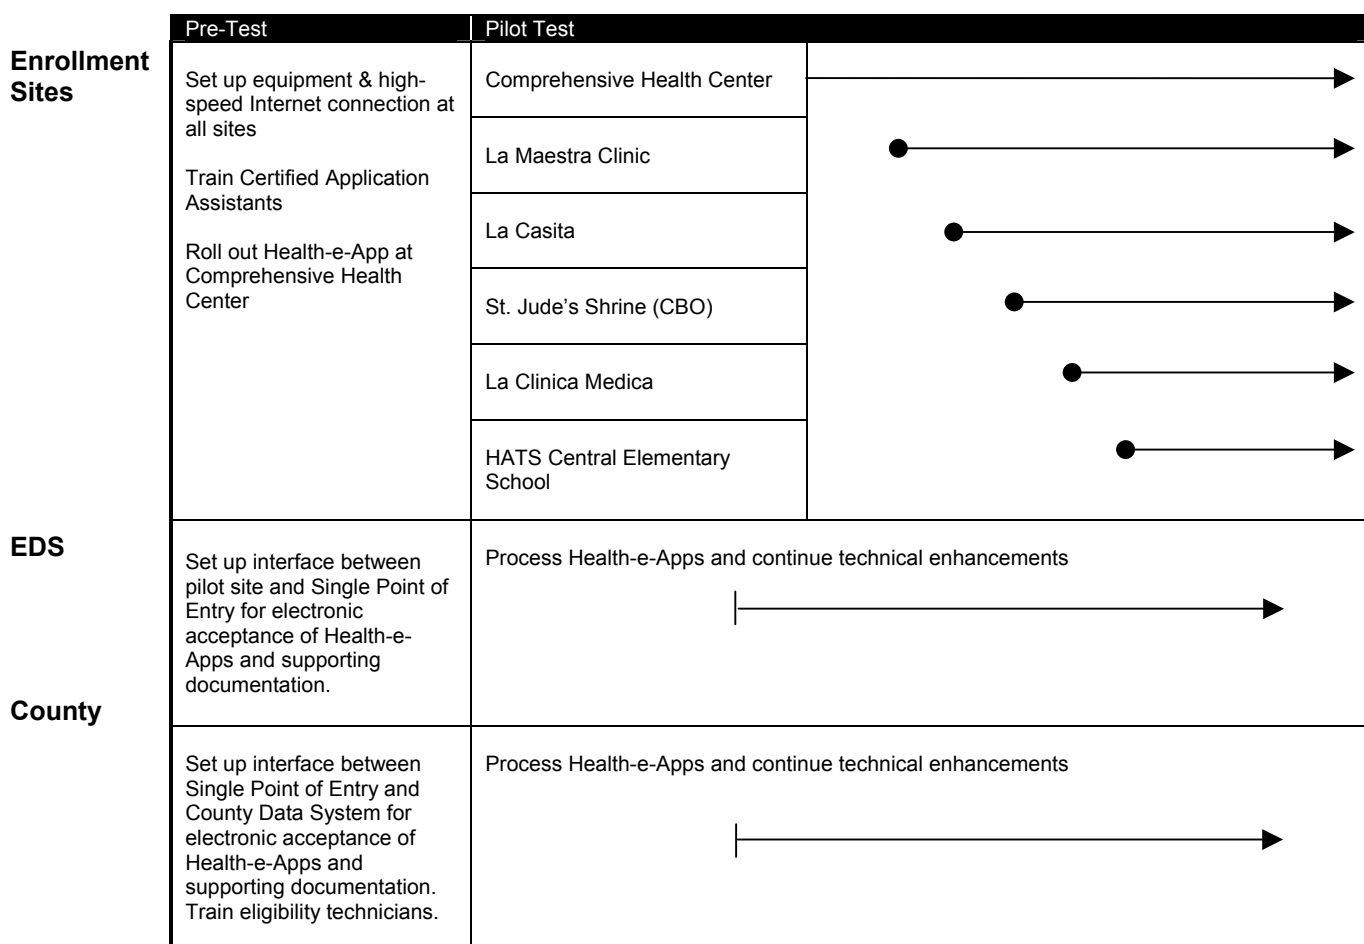 Pre-Test
Pilot Test
Enrollment
Sites
Set up equipment & high-
speed Internet connection at
all sites
Train Certified Application
Assistants
Roll out Health-e-App at
Comprehensive Health
Center
Comprehensive Health Center
La Maestra Clinic
La Casita
St. Jude’s Shrine (CBO)
La Clinica Medica
HATS Central Elementary
School
EDS
Set up interface between
pilot site and Single Point of
Entry for electronic
acceptance of Health-e-
Apps and supporting
documentation.
Process Health-e-Apps and continue technical enhancements
County
Set up interface between
Single Point of Entry and
County Data System for
electronic acceptance of
Health-e-Apps and
supporting documentation.
Train eligibility technicians.
Process Health-e-Apps and continue technical enhancements